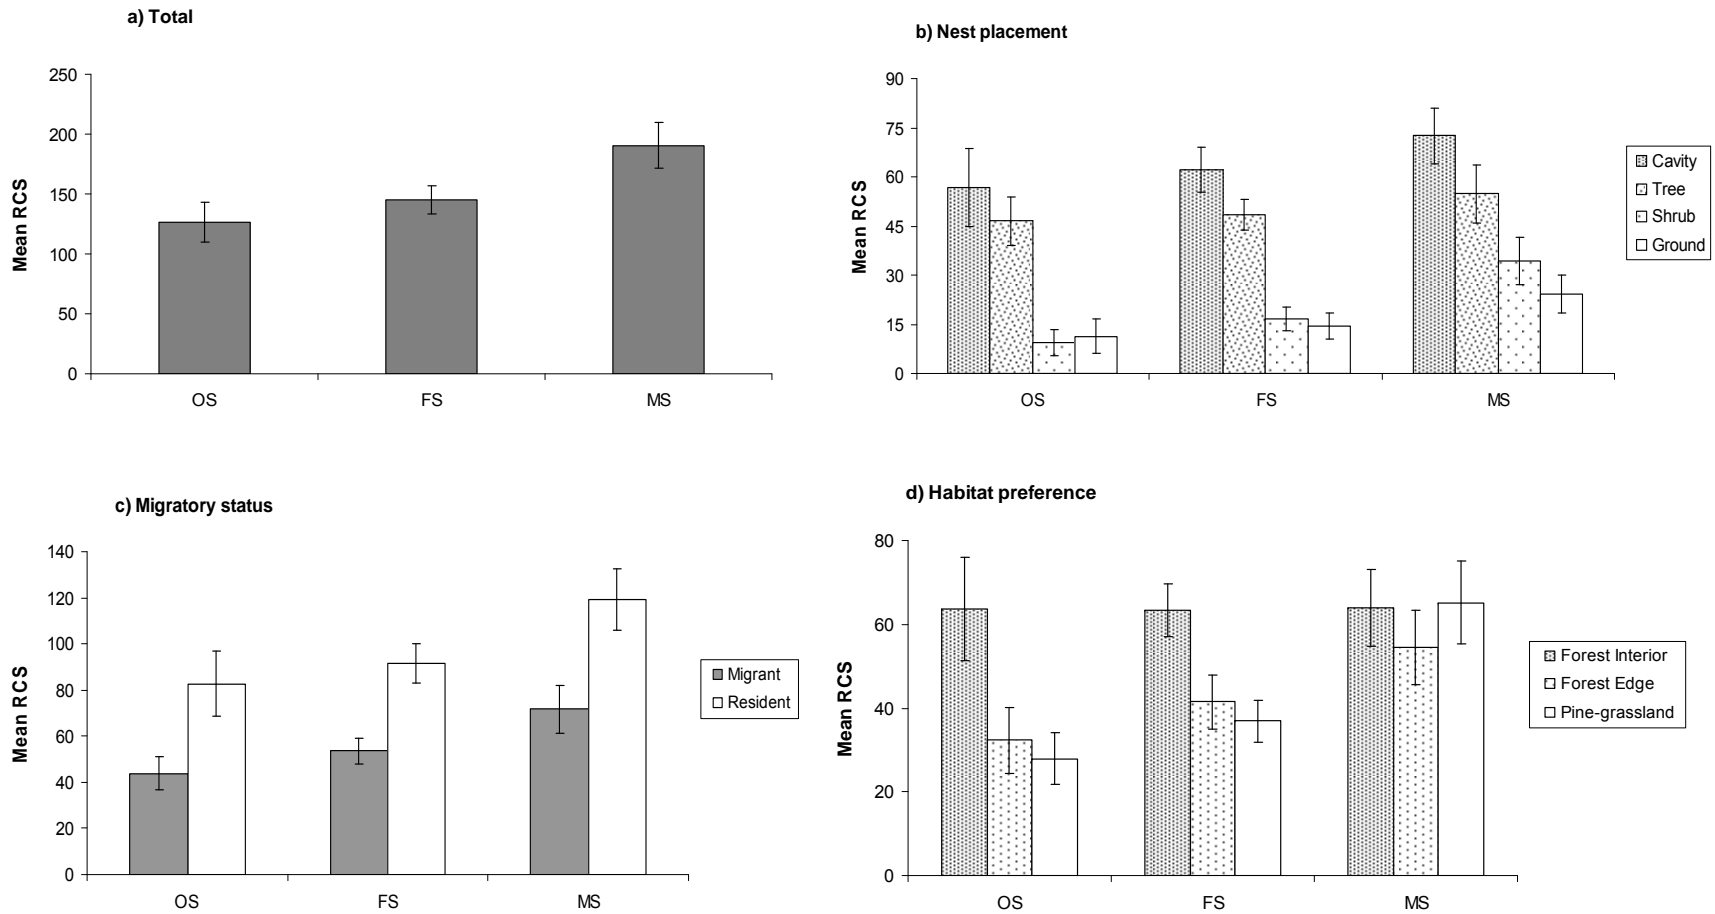 a) Total
Mean RCS
250
200
150
100
50
0
OS FS MS
b) Nest placement
Mean RCS
90
75
60
45
30
15
0
OS FS MS
Cavity
Tree
Shrub
Ground
c) Migratory status
Mean RCS
140
120
100
80
60
40
20
0
OS FS MS
Migrant
Resident
d) Habitat preference
Mean RCS
80
60
40
20
0
OS FS MS
Forest Interior
Forest Edge
Pine-grassland